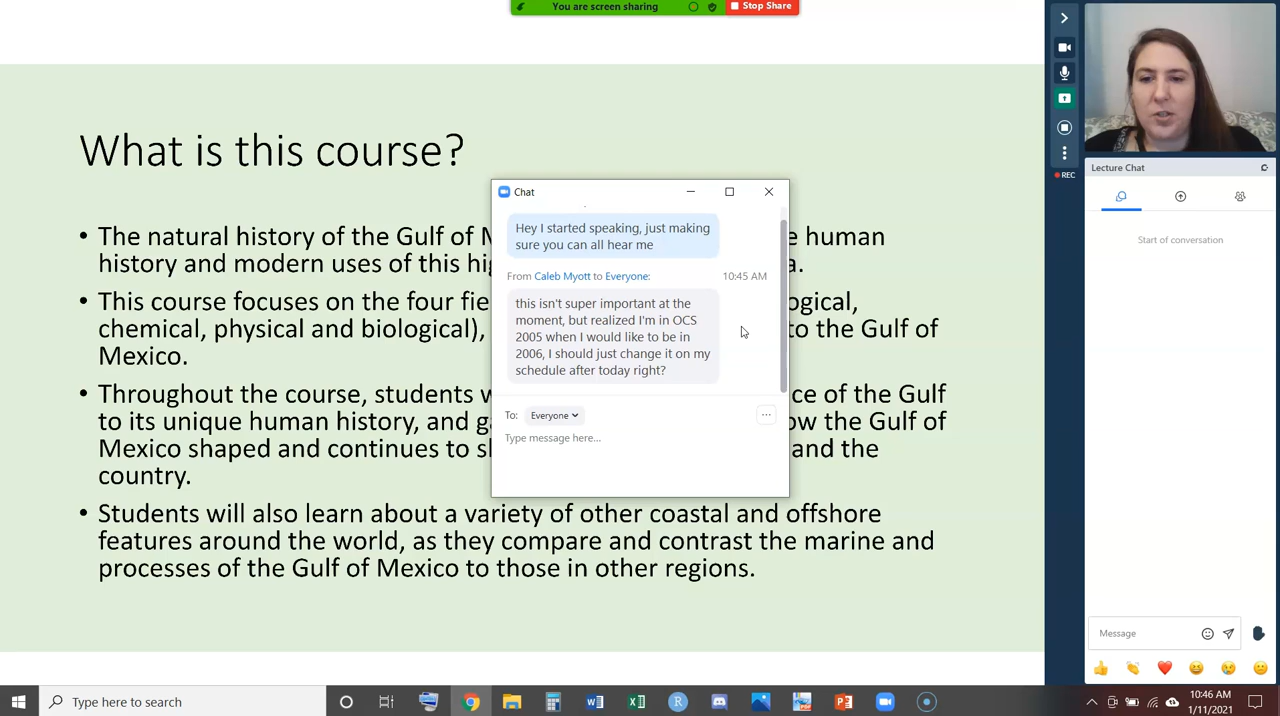 You are screen sharing
Stop Share
What is this course?
• The natural history of the Gulf of M
e human
history and modern uses of this hig
a.
• This course focuses on the four fie
ogical,
chemical, physical and biological),
to the Gulf of
Mexico.
• Throughout the course, students w
ce of the Gulf
to its unique human history, and ga
ow the Gulf of
Mexico shaped and continues to sh
and the
country.
• Students will also learn about a variety of other coastal and offshore
features around the world, as they compare and contrast the marine and
processes of the Gulf of Mexico to those in other regions.
Chat
Hey I started speaking, just making
sure you can all hear me
From Caleb Myott to Everyone:
10:45 AM
this isn't super important at the
moment, but realized I'm in OCS
2005 when I would like to be in
2006, I should just change it on my
schedule after today right?
To: Everyone
Type message here...
REC
Lecture Chat
Start of conversation
Message
Type here to search
10:46 AM
1/11/2021